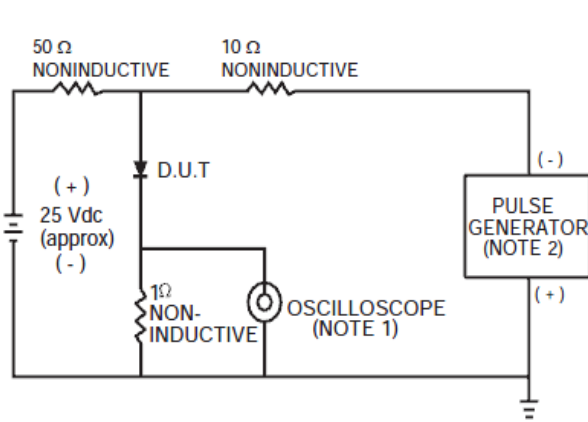 50 Ω
NONINDUCTIVE
10 Ω
NONINDUCTIVE
D.U.T
(+)
25 Vdc
(approx)
(-)
(-)
PULSE
GENERATOR
(NOTE 2)
(+)
1Ω
NON-
INDUCTIVE
OSCILLOSCOPE
(NOTE 1)